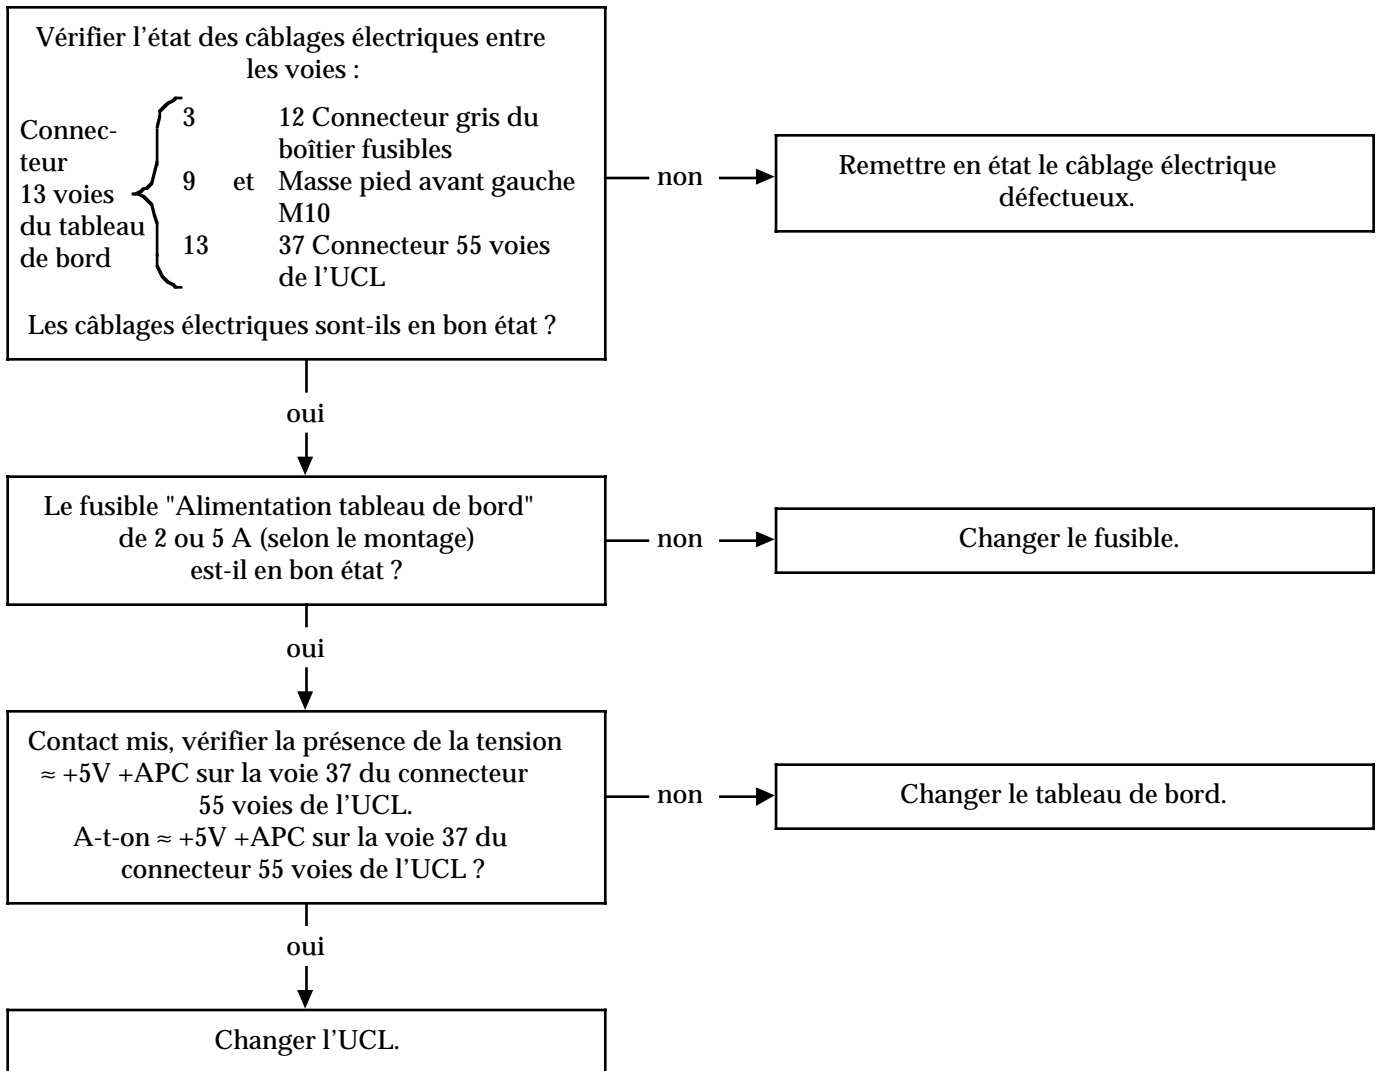 Vérifier l'état des câblages électriques entre
les voies :
Connec-
teur
13 voies
du tableau
de bord
3 12 Connecteur gris du
boîtier fusibles
9 et Masse pied avant gauche
M10
13 37 Connecteur 55 voies
de l'UCL
Les câblages électriques sont-ils en bon état ?
non
Remettre en état le câblage électrique
défectueux.
oui
Le fusible "Alimentation tableau de bord"
de 2 ou 5 A (selon le montage)
est-il en bon état ?
non
Changer le fusible.
oui
Contact mis, vérifier la présence de la tension
≈ +5V +APC sur la voie 37 du connecteur
55 voies de l'UCL.
A-t-on ≈ +5V +APC sur la voie 37 du
connecteur 55 voies de l'UCL ?
non
Changer le tableau de bord.
oui
Changer l'UCL.